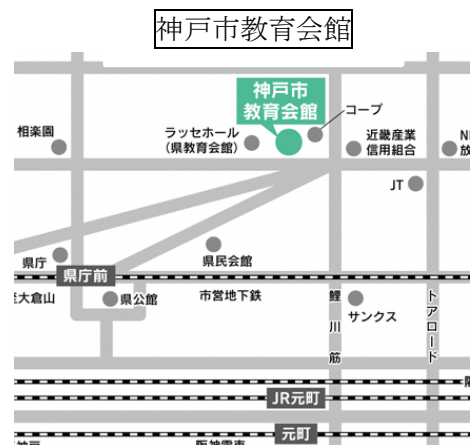 神戸市教育会館
神戸市
教育会館
コープ
相楽園
ラッセホール
(県教育会館)
近畿産業
信用組合
JT
県庁
県民会館
県庁前
至大倉山
県公館
市営地下鉄
鯉川筋
サンクス
トアロード
JR元町
元町
阪神電車